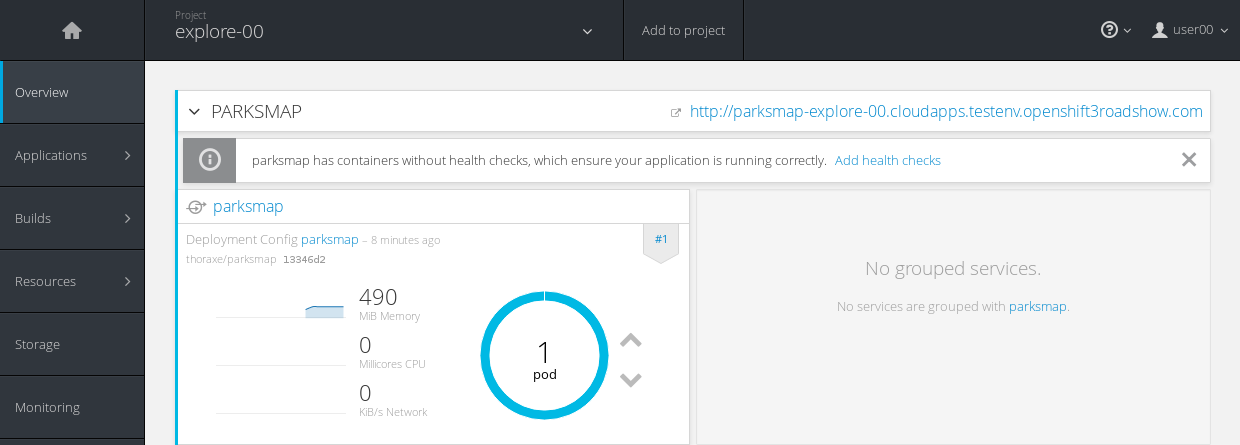 Project
explore-00
Add to project
user00
Overview
Applications
Builds
Resources
Storage
Monitoring
PARKSMAP
http://parksmap-explore-00.cloudapps.testenv.openshift3roadshow.com
parksmap has containers without health checks, which ensure your application is running correctly. Add health checks
parksmap
Deployment Config parksmap – 8 minutes ago
#1
thoraxe/parksmap 13346d2
490
MiB Memory
0
Millicores CPU
0
KiB/s Network
1
pod
No grouped services.
No services are grouped with parksmap.